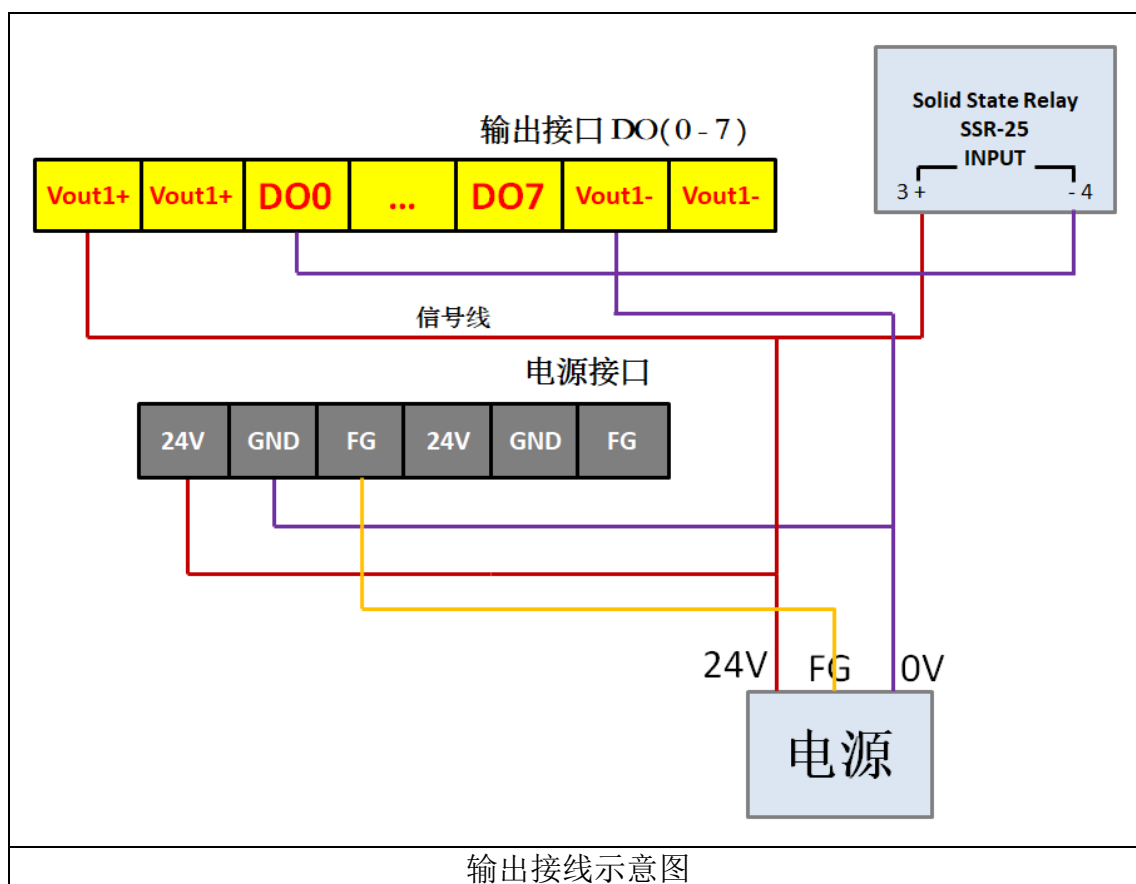 Solid State Relay
SSR-25
INPUT
3 +
- 4
输出接口 DO(0-7)
Vout1+ Vout1+ DO0 ... DO7 Vout1- Vout1-
信号线
电源接口
24V GND FG 24V GND FG
24V FG 0V
电源
输出接线示意图